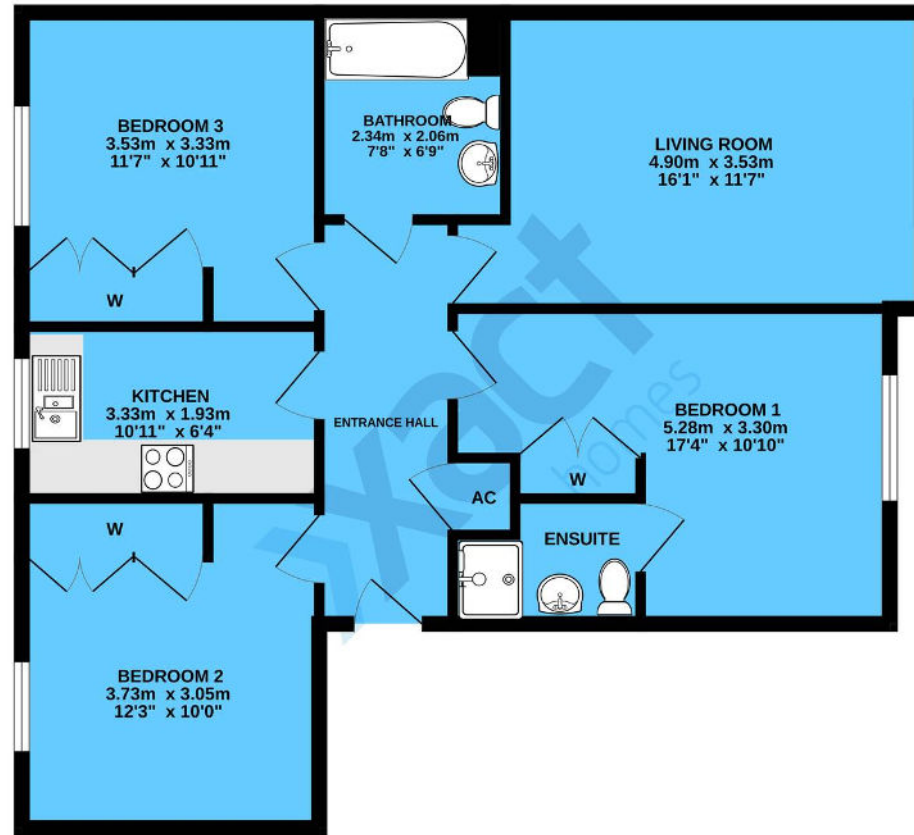 BEDROOM 3
3.53m x 3.33m
11'7" x 10'11"
W
BATHROOM
2.34m x 2.06m
7'8" x 6'9"
LIVING ROOM
4.90m x 3.53m
16'1" x 11'7"
KITCHEN
3.33m x 1.93m
10'11" x 6'4"
ENTRANCE HALL
BEDROOM 1
5.28m x 3.30m
17'4" x 10'10"
W
AC
ENSUITE
W
BEDROOM 2
3.73m x 3.05m
12'3" x 10'0"
xact
homes